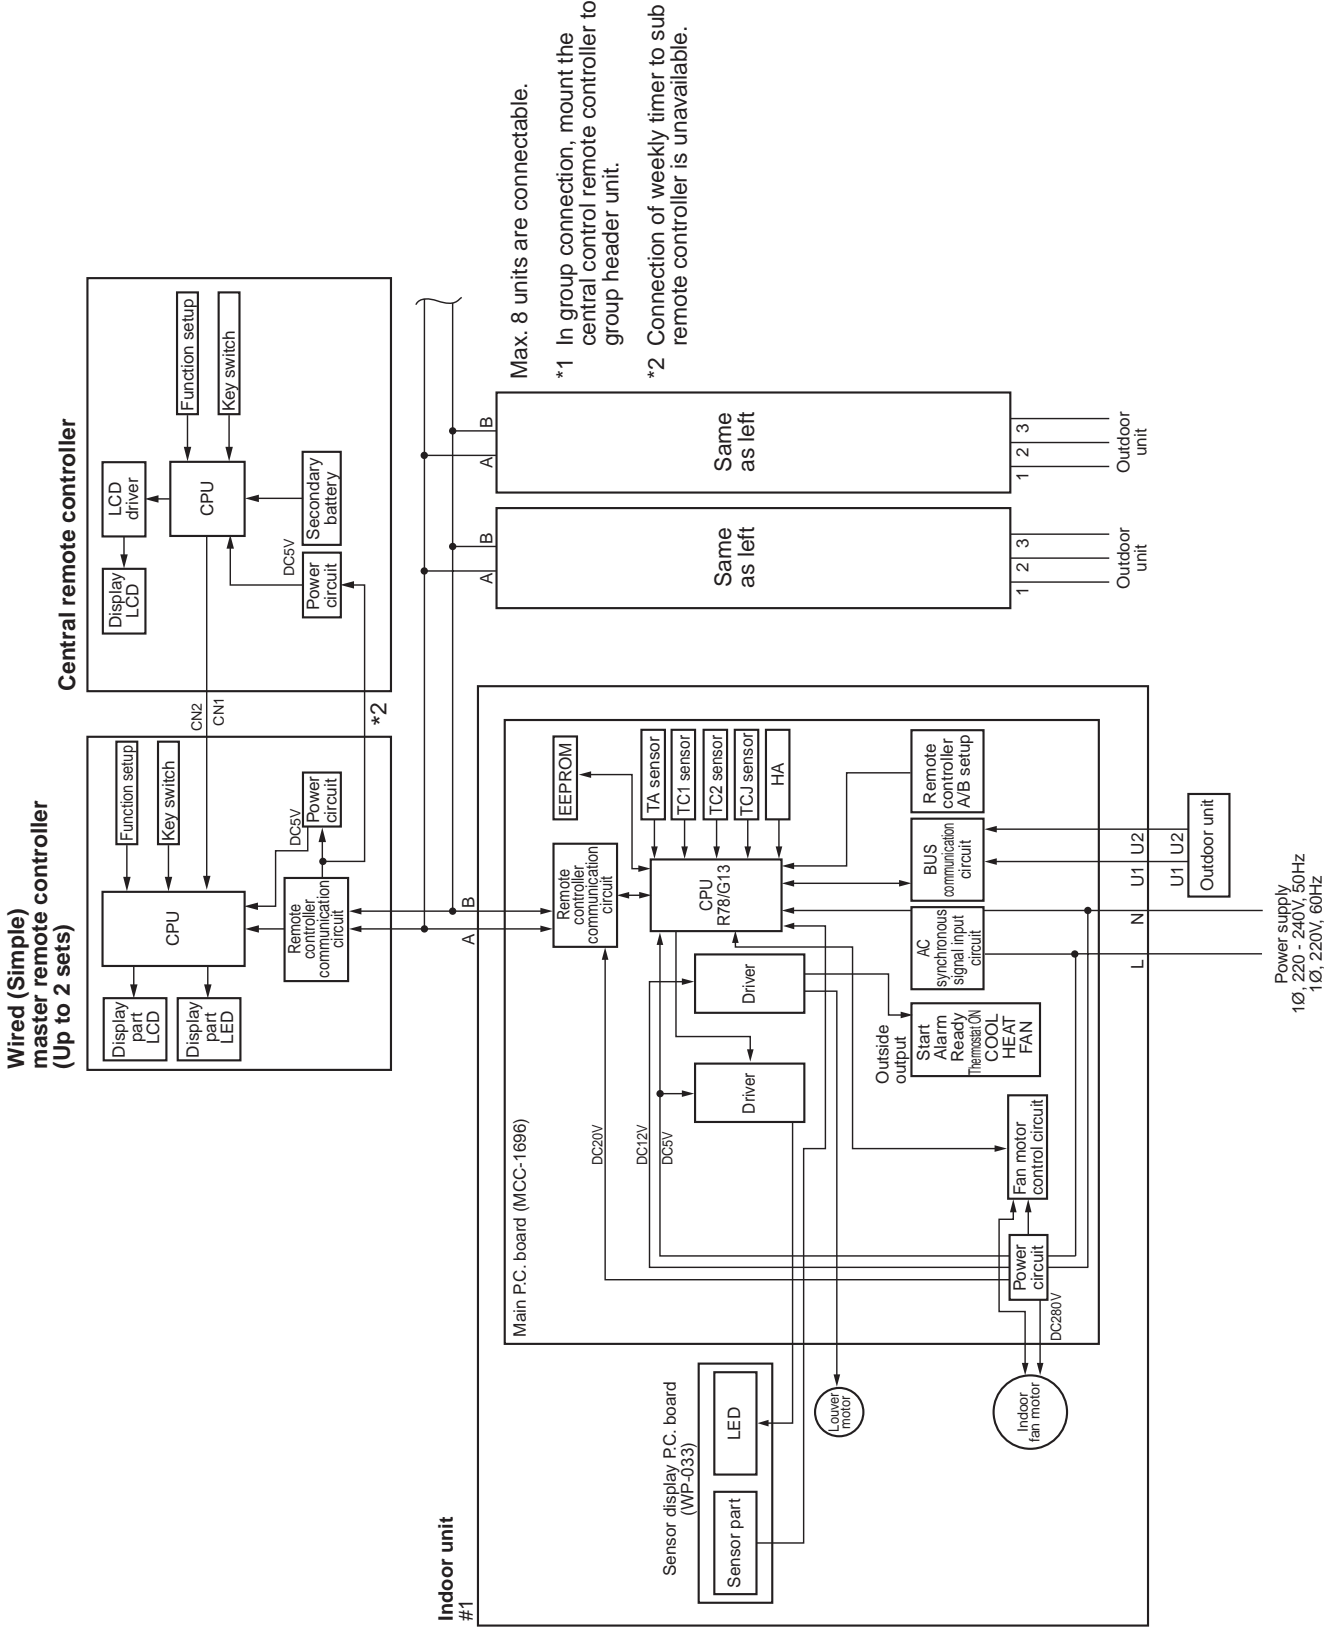 Wired (Simple)
master remote controller
(Up to 2 sets)
Display
part
LCD
Display
part
LED
CPU
Function setup
Key switch
Remote
controller
communication
circuit
DC5V
Power
circuit
CN2
CN1
*2
Central remote controller
Display
LCD
LCD
driver
CPU
Function setup
Key switch
DC5V
Power
circuit
Secondary
battery
Indoor unit
#1
A
B
Main P.C. board (MCC-1696)
DC20V
DC12V
DC5V
Remote
controller
communication
circuit
EEPROM
TA sensor
TC1 sensor
TC2 sensor
TCJ sensor
HA
CPU
R78/G13
Driver
Driver
Remote
controller
A/B setup
BUS
communication
circuit
AC
synchronous
signal input
circuit
Outside
output
Start
Alarm
Ready
Thermostat ON
COOL
HEAT
FAN
Fan motor
control circuit
Power
circuit
DC280V
Sensor display P.C. board
(WP-033)
Sensor part
LED
Louver
motor
Indoor
fan motor
L
N
U1
U2
U1
U2
Outdoor unit
Power supply
1Ø, 220 - 240V, 50Hz
1Ø, 220V, 60Hz
A
B
Same
as left
1
2
3
Outdoor
unit
A
B
Same
as left
1
2
3
Outdoor
unit
Max. 8 units are connectable.
*1 In group connection, mount the
central control remote controller to
group header unit.
*2 Connection of weekly timer to sub
remote controller is unavailable.